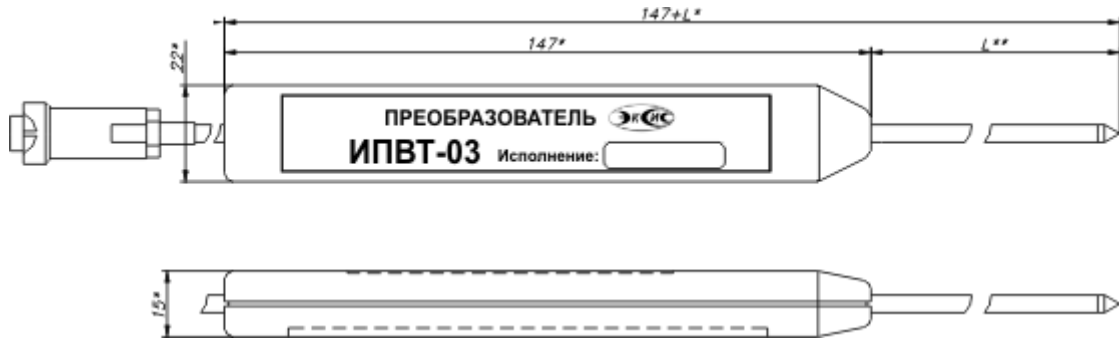 147+L*
147*
L**
22*
ПРЕОБРАЗОВАТЕЛЬ ЭКСИС
ИПВТ-03 Исполнение:
15*